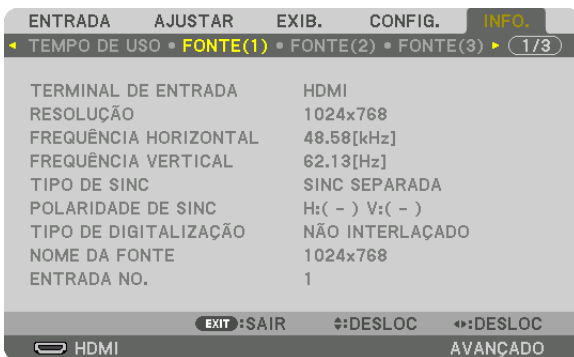 ENTRADA AJUSTAR EXIB. CONFIG. INFO.
TEMPO DE USO • FONTE(1) • FONTE(2) • FONTE(3) 1/3
TERMINAL DE ENTRADA HDMI
RESOLUÇÃO 1024x768
FREQUÊNCIA HORIZONTAL 48.58[kHz]
FREQUÊNCIA VERTICAL 62.13[Hz]
TIPO DE SINC SINC SEPARADA
POLARIDADE DE SINC H:( - ) V:( - )
TIPO DE DIGITALIZAÇÃO NÃO INTERLAÇADO
NOME DA FONTE 1024x768
ENTRADA NO. 1
EXIT :SAIR :DESLOC :DESLOC
HDMI AVANÇADO